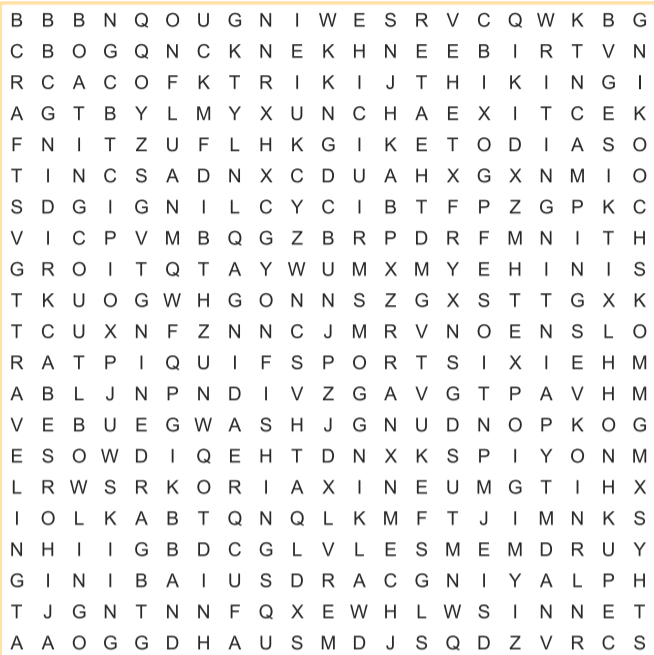 B B B N Q O U G N I W E S R V C Q W K B G
C B O G Q N C K N E K H N E E B I R T V N
R C A C O F K T R I K I J T H I K I N G I
A G T B Y L M Y X U N C H A E X I T C E K
F N I T Z U F L H K G I K E T O D I A S O
T I N C S A D N X C D U A H X G X N M I O
S D G I G N I L C Y C I B T F P Z G P K C
V I C P V M B Q G Z B R P D R F M N I T H
G R O I T Q T A Y W U M X M Y E H I N I S
T K U O G W H G O N N S Z G X S T T G X K
T C U X N F Z N N C J M R V N O E N S L O
R A T P I Q U I F S P O R T S I X I E H M
A B L J N P N D I V Z G A V G T P A V H M
V E B U E G W A S H J G N U D N O P K O G
E S O W D I Q E H T D N X K S P I Y O N M
L R W S R K O R I A X I N E U M G T I H X
I O L K A B T Q N Q L K M F T J I M N K S
N H I I G B D C G L V L E S M E M D R U Y
G I N I B A I U S D R A C G N I Y A L P H
T J G N T N N F Q X E W H L W S I N N E T
A A O G G D H A U S M D J S Q D Z V R C S